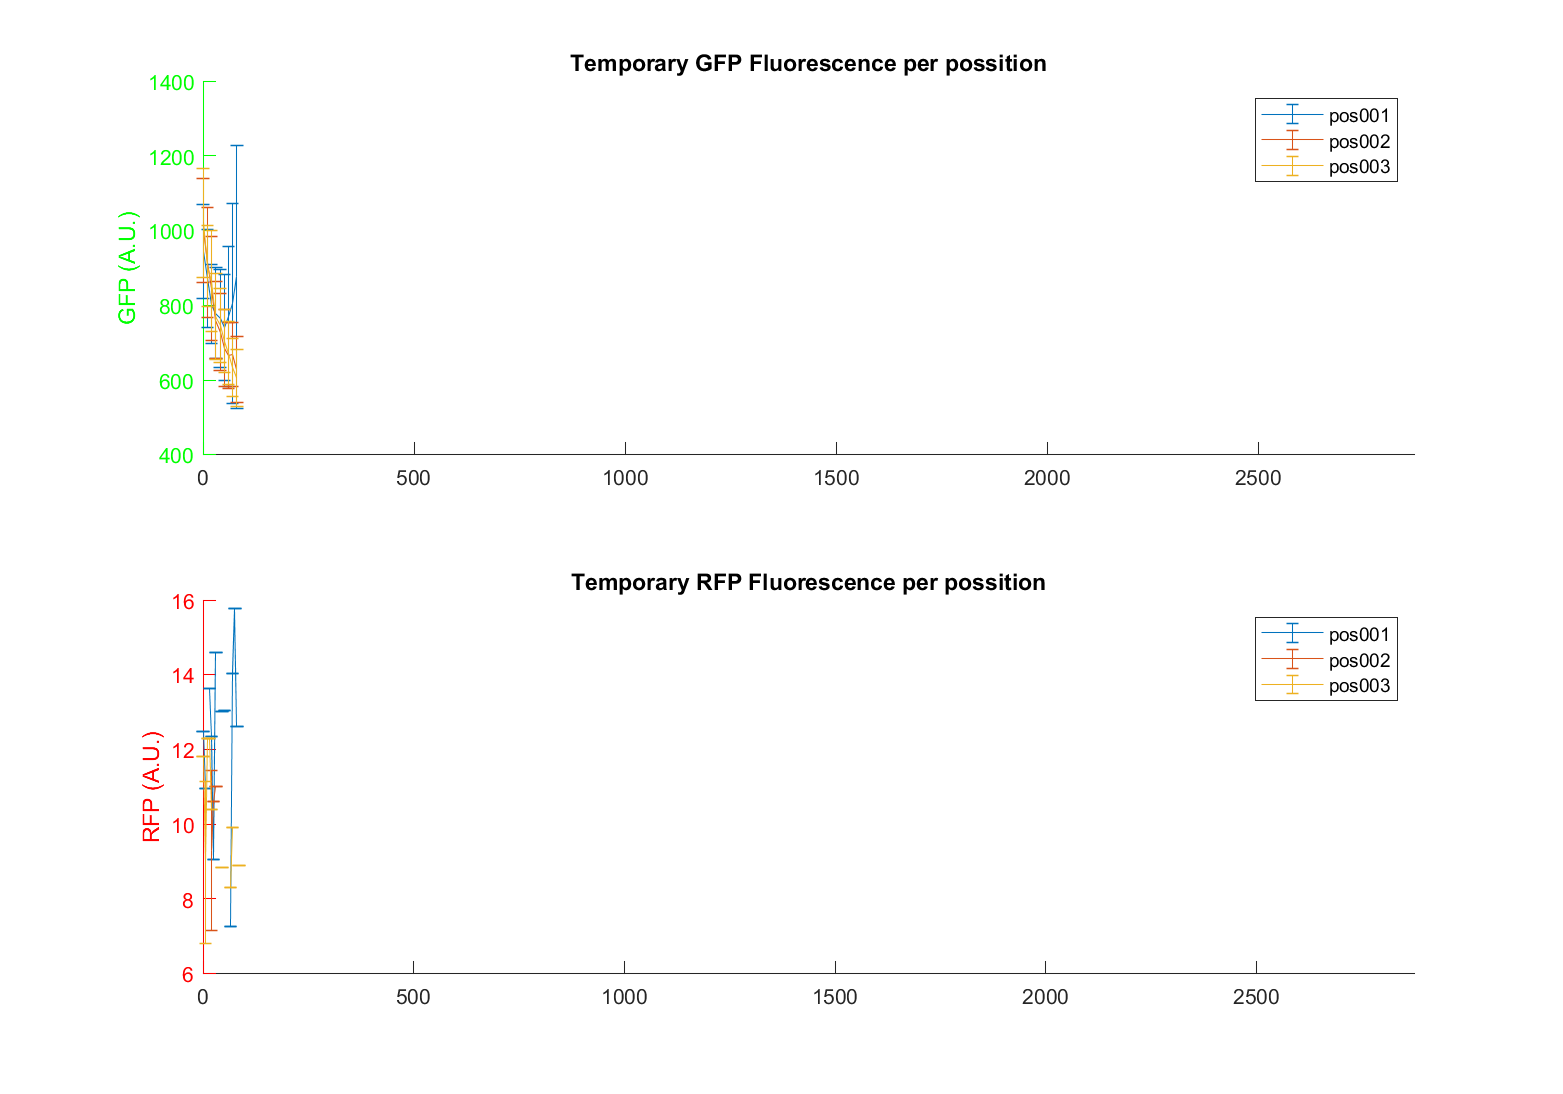 Temporary GFP Fluorescence per possition
1400
1200
1000
800
600
400
GFP (A.U.)
pos001
pos002
pos003
0 500 1000 1500 2000 2500
Temporary RFP Fluorescence per possition
16
14
12
10
8
6
RFP (A.U.)
pos001
pos002
pos003
0 500 1000 1500 2000 2500